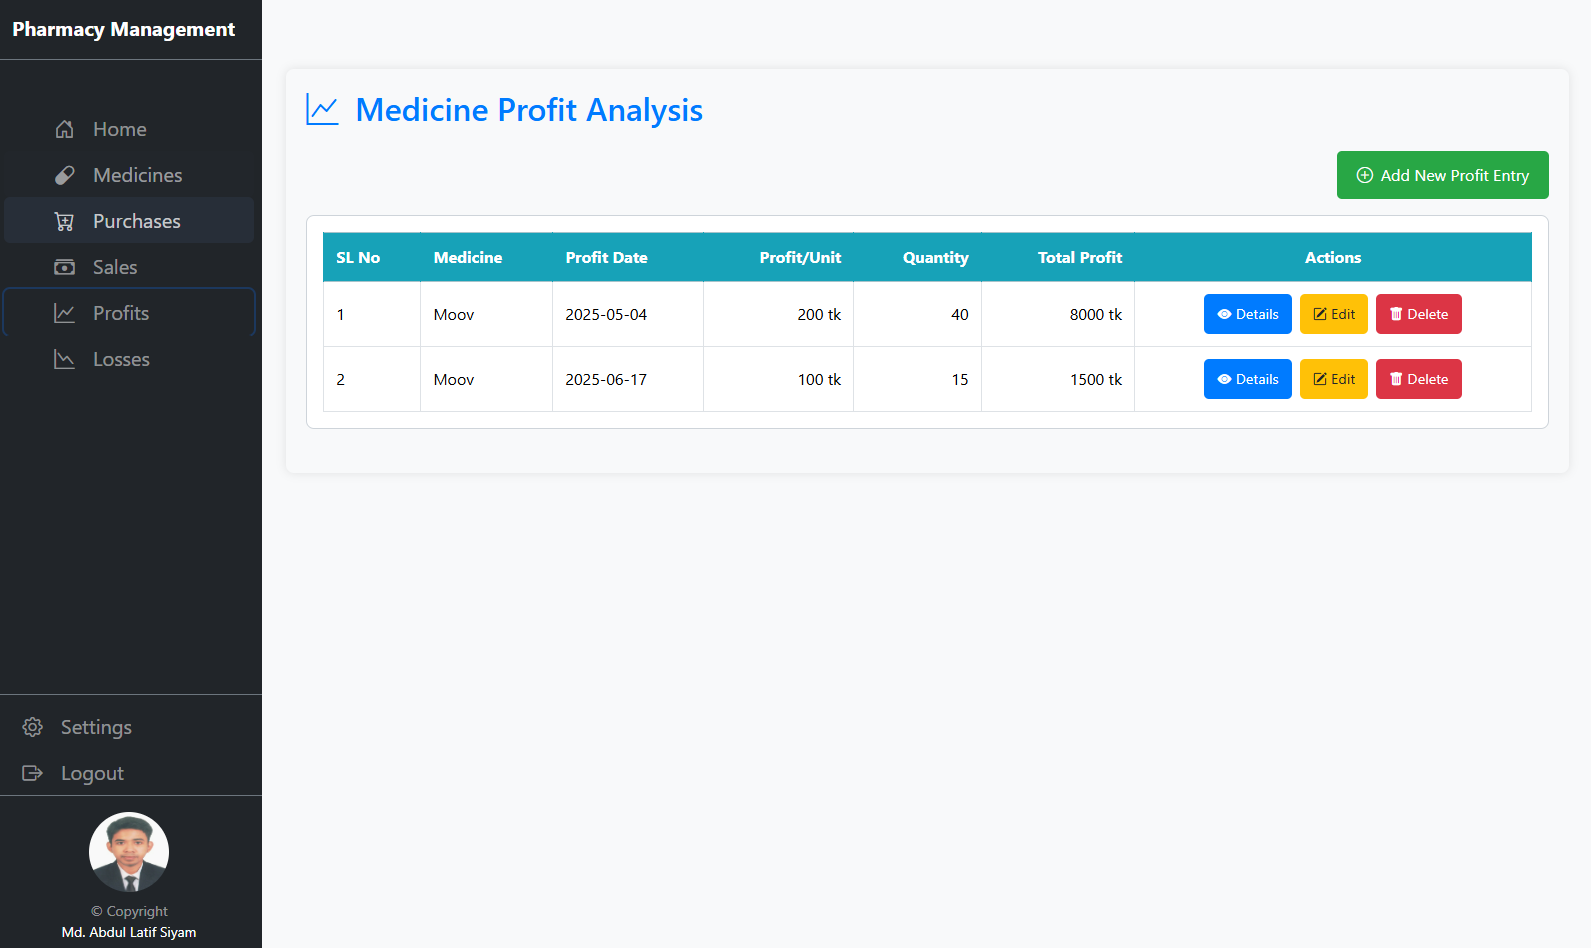 Pharmacy Management
Home
Medicines
Purchases
Sales
Profits
Losses
Settings
Logout
© Copyright
Md. Abdul Latif Siyam
Medicine Profit Analysis
Add New Profit Entry
SL No Medicine Profit Date Profit/Unit Quantity Total Profit Actions
1 Moov 2025-05-04 200 tk 40 8000 tk Details Edit Delete
2 Moov 2025-06-17 100 tk 15 1500 tk Details Edit Delete